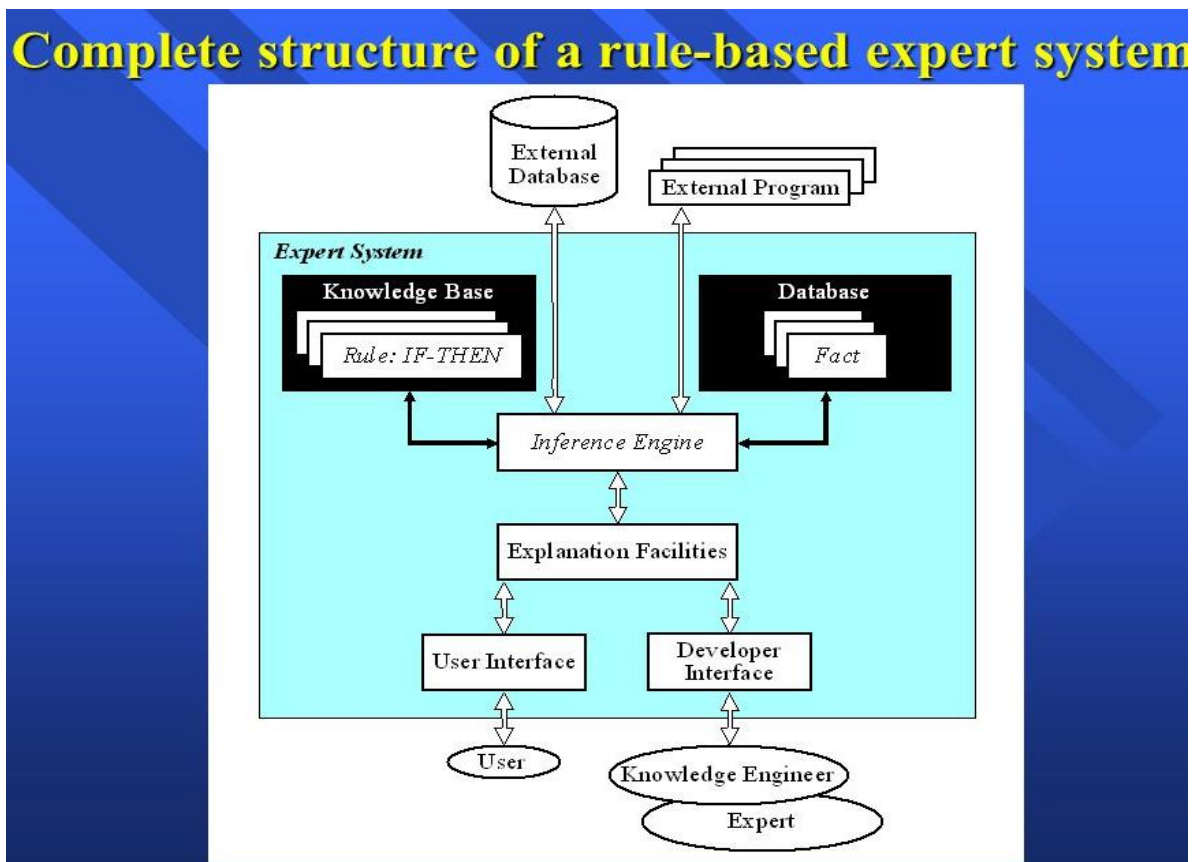 Complete structure of a rule-based expert system
External
Database
External Program
Expert System
Knowledge Base
Rule: IF-THEN
Database
Fact
Inference Engine
Explanation Facilities
User Interface
Developer
Interface
User
Knowledge Engineer
Expert